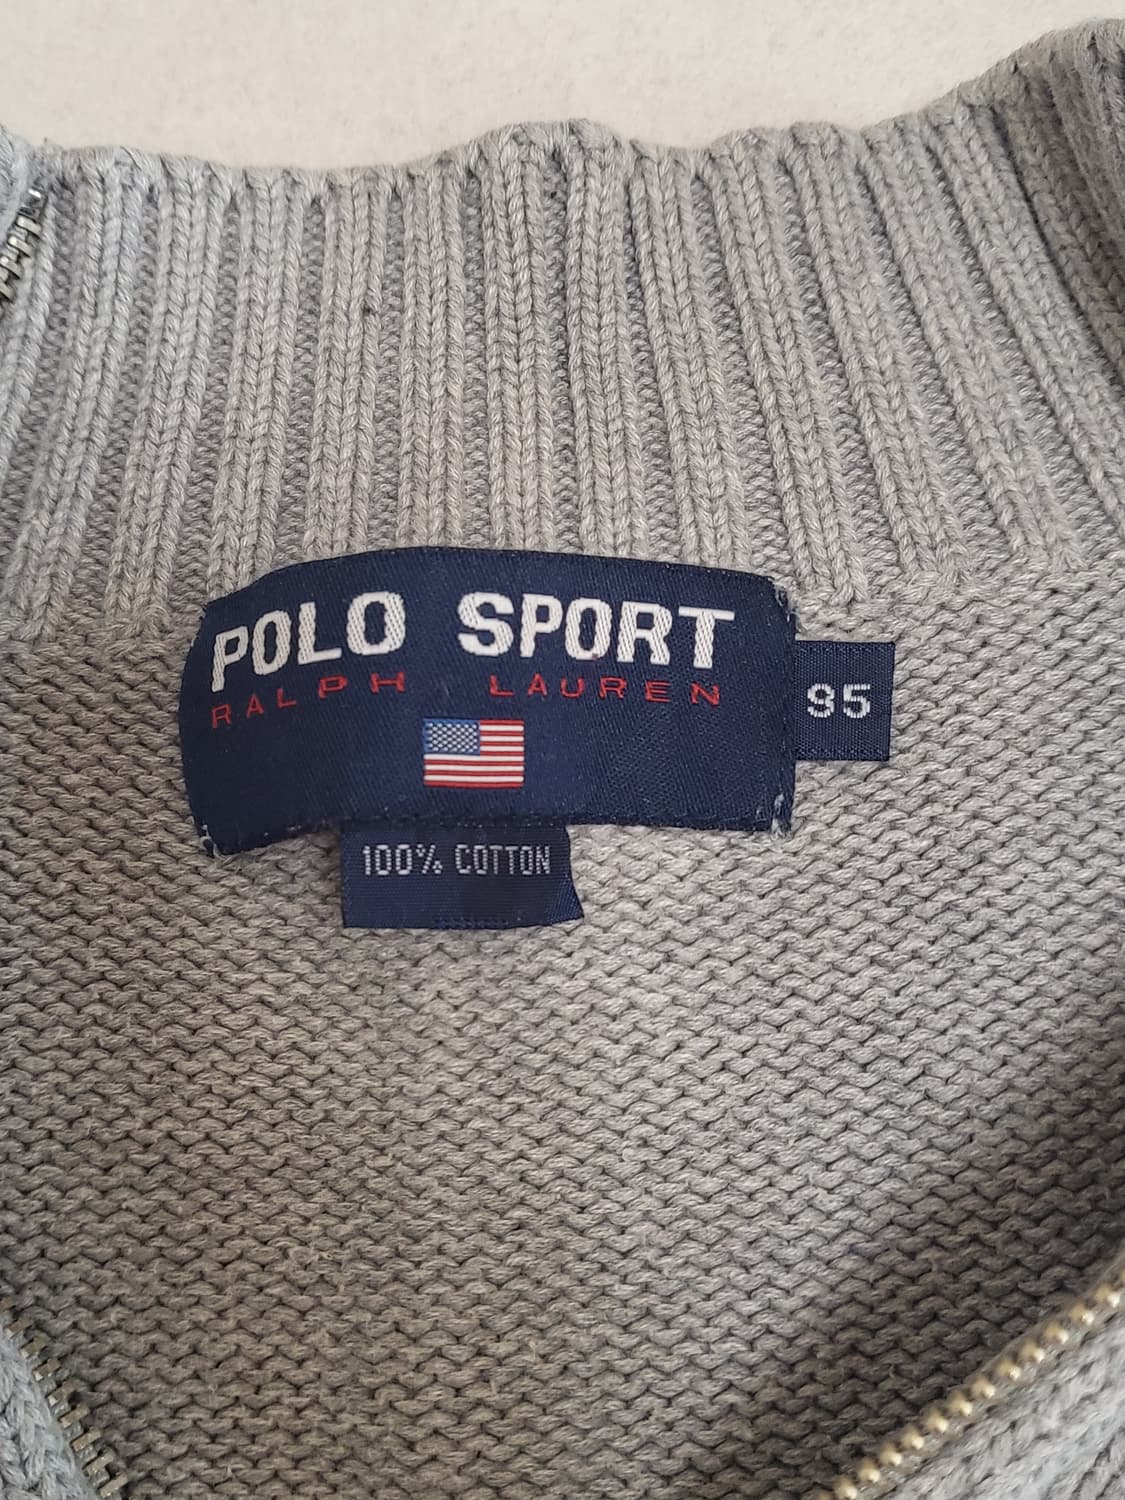 POLO SPORT
RALPH LAUREN
95
100% COTTON